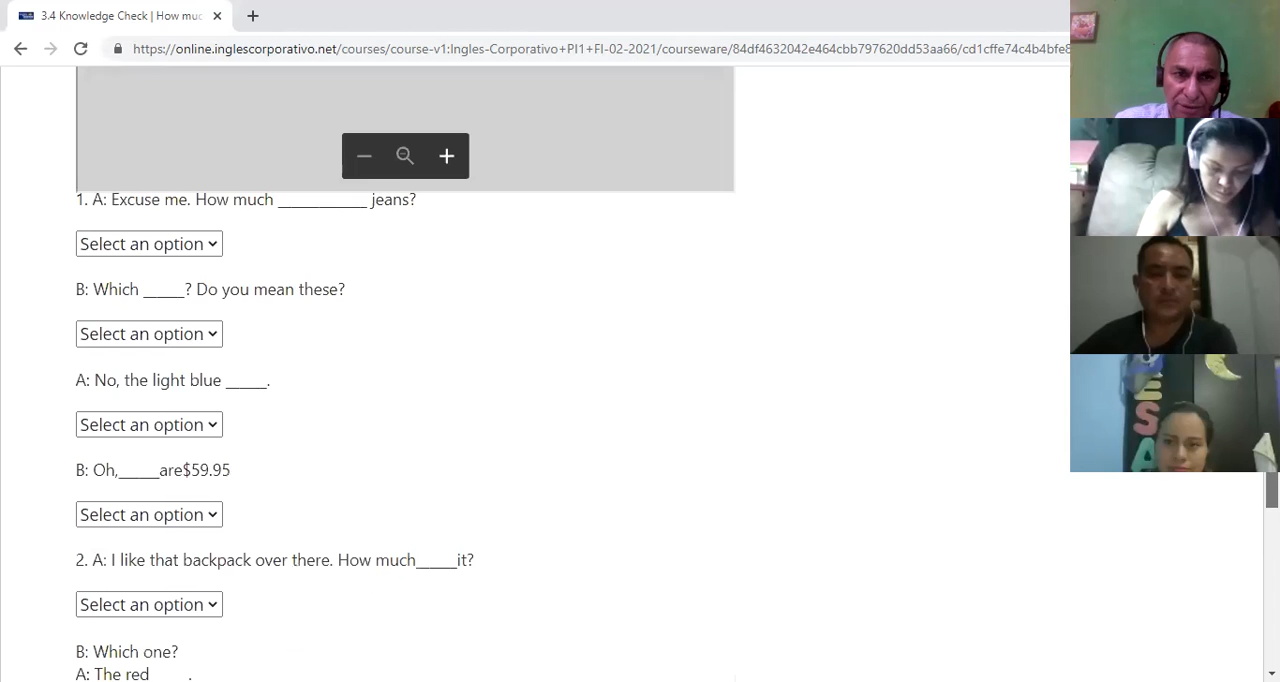 3.4 Knowledge Check | How muc
https://online.inglescorporativo.net/courses/course-v1:Ingles-Corporativo+PI1+FI-02-2021/courseware/84df4632042e464cbb797620dd53aa66/cd1cffe74c4b4bfe8
1. A: Excuse me. How much ____________ jeans?
Select an option
B: Which _____? Do you mean these?
Select an option
A: No, the light blue _____.
Select an option
B: Oh,_____are$59.95
Select an option
2. A: I like that backpack over there. How much_____it?
Select an option
B: Which one?
A: The red _____.
E
S
A